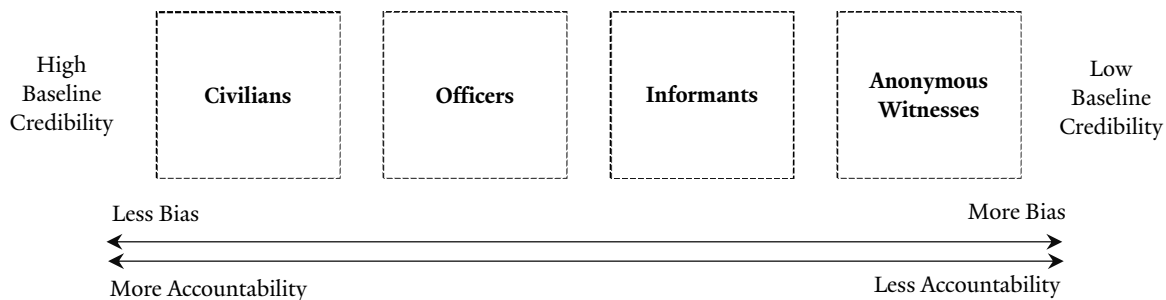 High
Baseline
Credibility
Civilians
Officers
Informants
Anonymous
Witnesses
Low
Baseline
Credibility
Less Bias
More Bias
More Accountability
Less Accountability